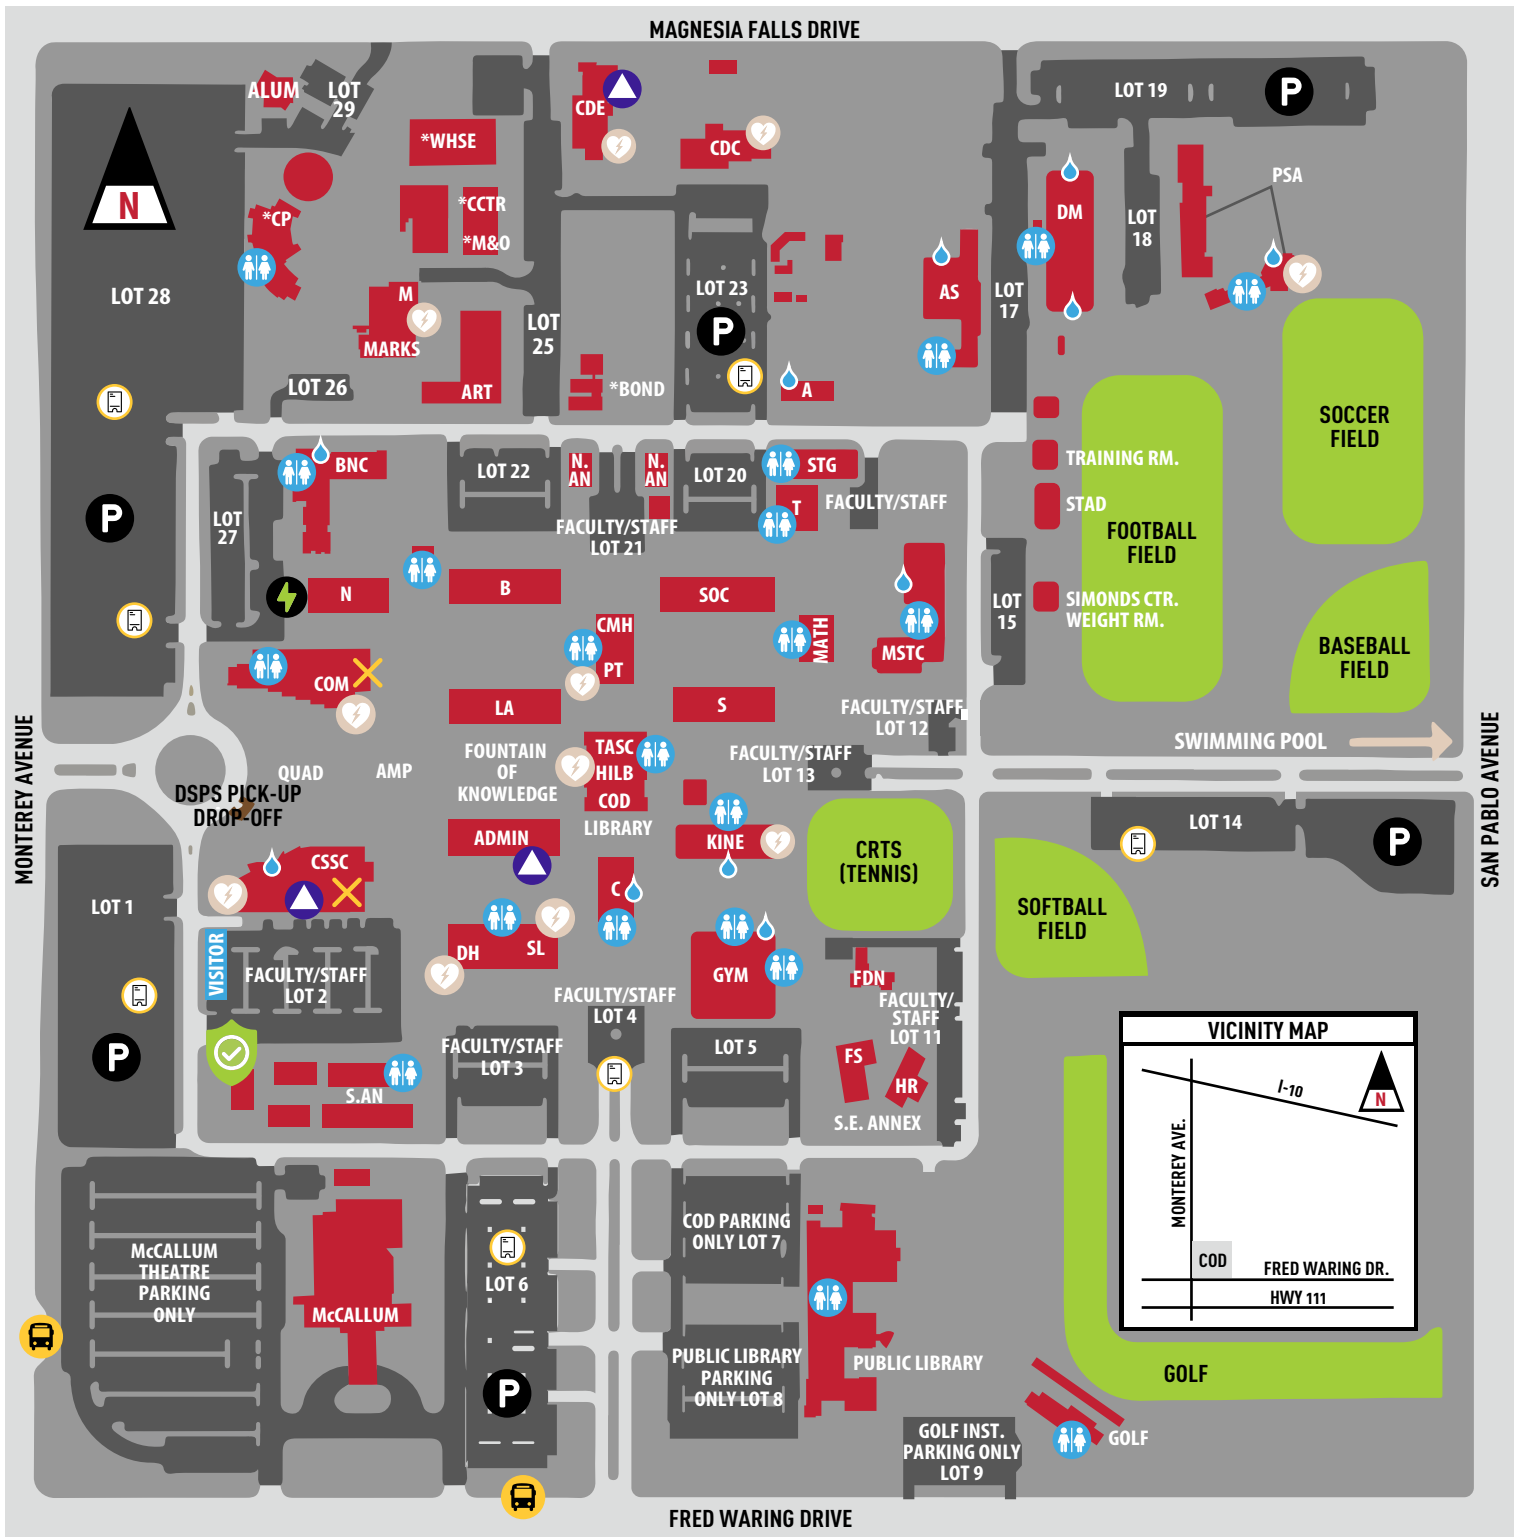 MAGNESIA FALLS DRIVE
ALUM
LOT
29
CDE
LOT 19
P
*WHSE
CDC
N
*CP
*CCTR
*M&O
DM
LOT
18
PSA
LOT 28
M
MARKS
LOT
25
LOT 23
P
AS
LOT
17
LOT 26
ART
*BOND
A
SOCCER
FIELD
BNC
LOT 22
N.
AN
N.
AN
LOT 20
STG
TRAINING RM.
P
LOT
27
FACULTY/STAFF
LOT 21
T
FACULTY/STAFF
STAD
FOOTBALL
FIELD
N
B
SOC
LOT
15
SIMONDS CTR.
WEIGHT RM.
CMH
PT
MATH
MSTC
BASEBALL
FIELD
COM
LA
S
FACULTY/STAFF
LOT 12
MONTEREY AVENUE
SAN PABLO AVENUE
QUAD
AMP
FOUNTAIN
OF
KNOWLEDGE
TASC
HILB
COD
LIBRARY
FACULTY/STAFF
LOT 13
SWIMMING POOL
DSPS PICK-UP
DROP-OFF
ADMIN
KINE
CRTS
(TENNIS)
LOT 14
P
LOT 1
CSSC
C
SOFTBALL
FIELD
VISITOR
FACULTY/STAFF
LOT 2
DH
SL
GYM
FDN
FACULTY/STAFF
LOT 4
FACULTY/
STAFF
LOT 11
P
FACULTY/STAFF
LOT 3
LOT 5
FS
HR
S.AN
S.E. ANNEX
VICINITY MAP
I-10
N
MONTEREY AVE.
COD
FRED WARING DR.
HWY 111
McCALLUM
THEATRE
PARKING
ONLY
McCALLUM
LOT 6
P
COD PARKING
ONLY LOT 7
PUBLIC LIBRARY
PARKING
ONLY LOT 8
PUBLIC LIBRARY
GOLF
GOLF INST.
PARKING ONLY
LOT 9
GOLF
FRED WARING DRIVE